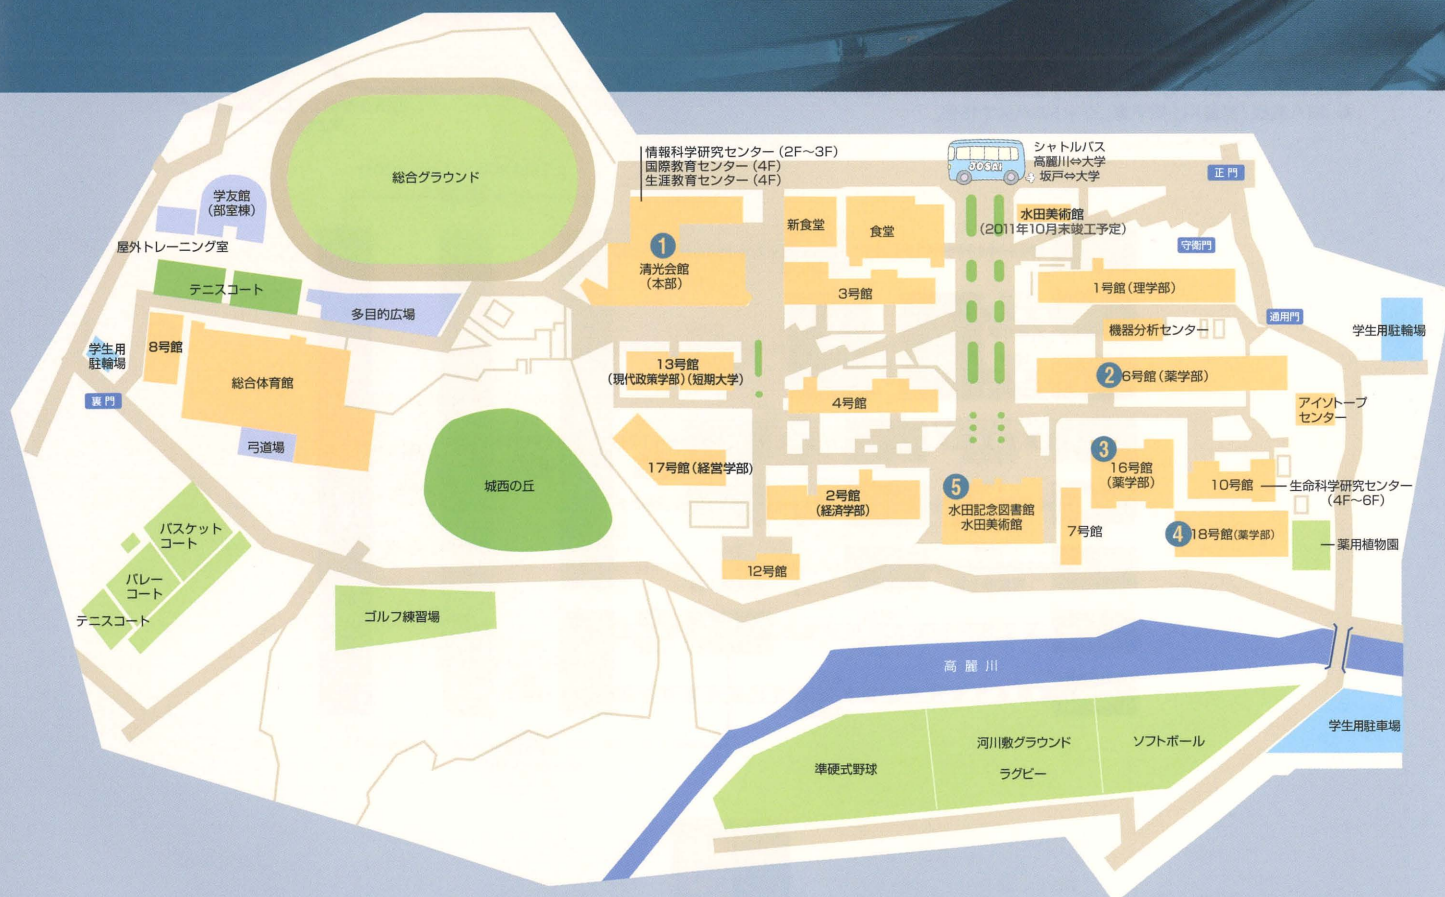 情報科学研究センター(2F〜3F)
国際教育センター(4F)
生涯教育センター(4F)
JOSAI
シャトルバス
高麗川⇔大学
坂戸⇔大学
正門
総合グラウンド
学友館
(部室棟)
屋外トレーニング室
新食堂
食堂
水田美術館
(2011年10月末竣工予定)
守衛門
1
清光会館
(本部)
テニスコート
多目的広場
3号館
1号館(理学部)
通用門
機器分析センター
学生用駐輪場
学生用
駐輪場
8号館
総合体育館
裏門
弓道場
13号館
(現代政策学部)(短期大学)
4号館
2
6号館(薬学部)
アイソトープ
センター
17号館(経営学部)
3
16号館
(薬学部)
10号館
生命科学研究センター
(4F〜6F)
城西の丘
2号館
(経済学部)
5
水田記念図書館
水田美術館
7号館
4
18号館(薬学部)
薬用植物園
12号館
バスケット
コート
バレー
コート
テニスコート
ゴルフ練習場
高麗川
準硬式野球
河川敷グラウンド
ラグビー
ソフトボール
学生用駐車場